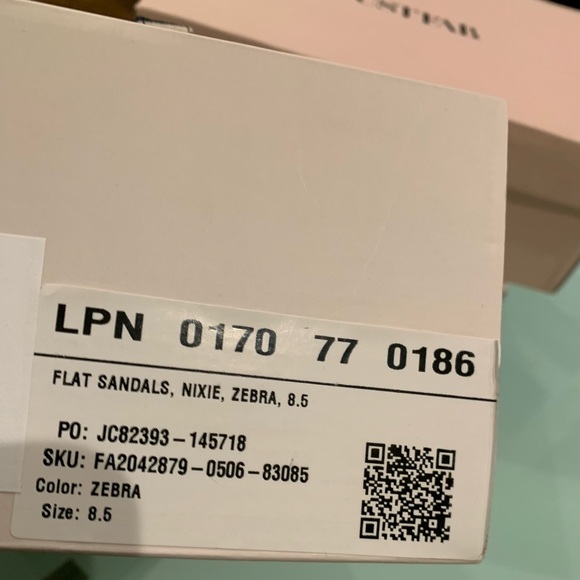 LPN 0170 77 0186
FLAT SANDALS, NIXIE, ZEBRA, 8.5
PO: JC82393-145718
SKU: FA2042879-0506-83085
Color: ZEBRA
Size: 8.5